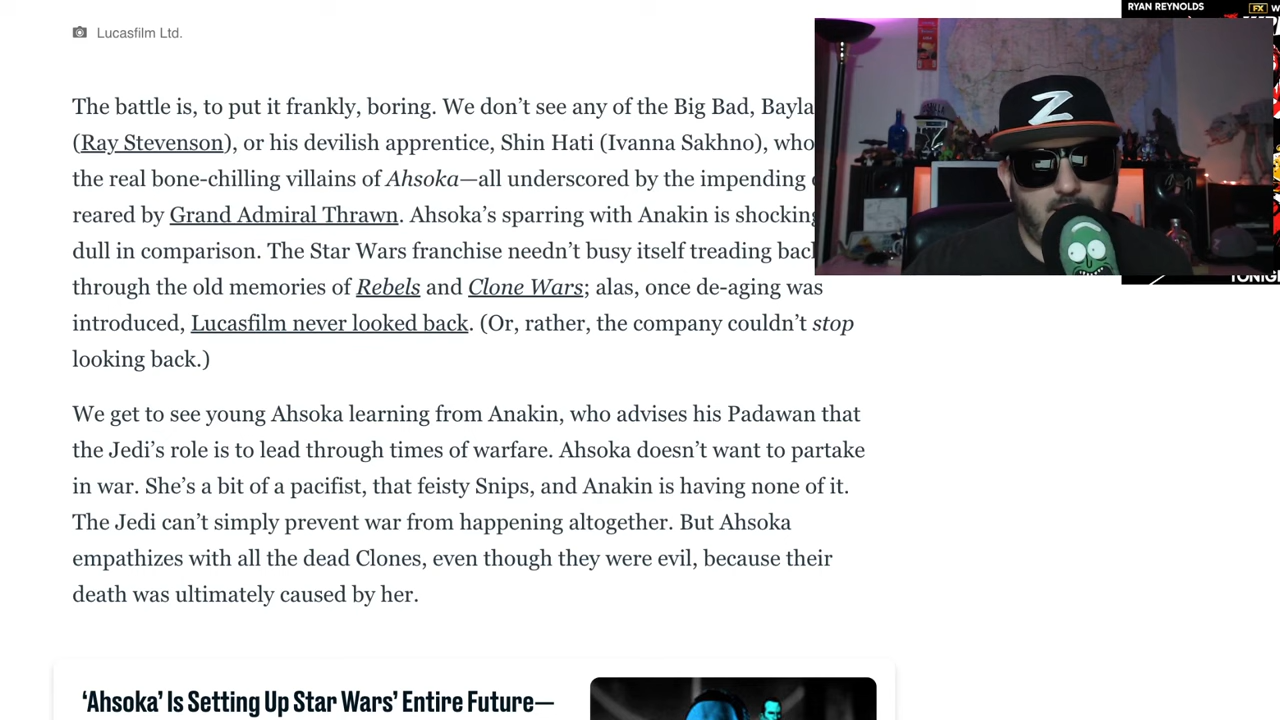 RYAN REYNOLDS
FX
Lucasfilm Ltd.
The battle is, to put it frankly, boring. We don’t see any of the Big Bad, Bayla
(Ray Stevenson), or his devilish apprentice, Shin Hati (Ivanna Sakhno), who
the real bone-chilling villains of Ahsoka—all underscored by the impending
reared by Grand Admiral Thrawn. Ahsoka’s sparring with Anakin is shocking
dull in comparison. The Star Wars franchise needn’t busy itself treading bac
through the old memories of Rebels and Clone Wars; alas, once de-aging was
introduced, Lucasfilm never looked back. (Or, rather, the company couldn’t stop
looking back.)
TONIG
We get to see young Ahsoka learning from Anakin, who advises his Padawan that
the Jedi’s role is to lead through times of warfare. Ahsoka doesn’t want to partake
in war. She’s a bit of a pacifist, that feisty Snips, and Anakin is having none of it.
The Jedi can’t simply prevent war from happening altogether. But Ahsoka
empathizes with all the dead Clones, even though they were evil, because their
death was ultimately caused by her.
‘Ahsoka’ Is Setting Up Star Wars’ Entire Future—
Z